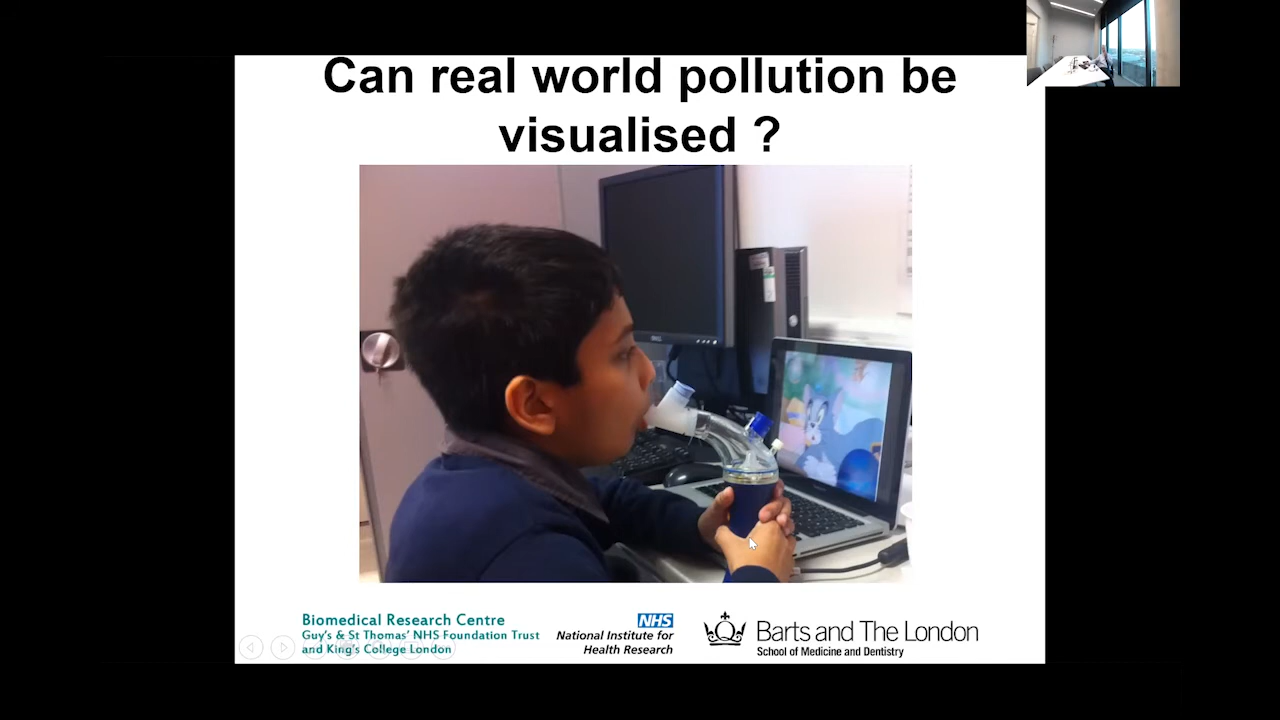 Can real world pollution be
visualised ?
DELL
Biomedical Research Centre
Guy's & St Thomas' NHS Foundation Trust
and King's College London
NHS
National Institute for
Health Research
Barts and The London
School of Medicine and Dentistry